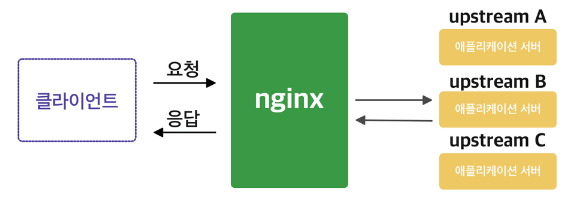 클라이언트
요청
응답
nginx
upstream A
애플리케이션 서버
upstream B
애플리케이션 서버
upstream C
애플리케이션 서버